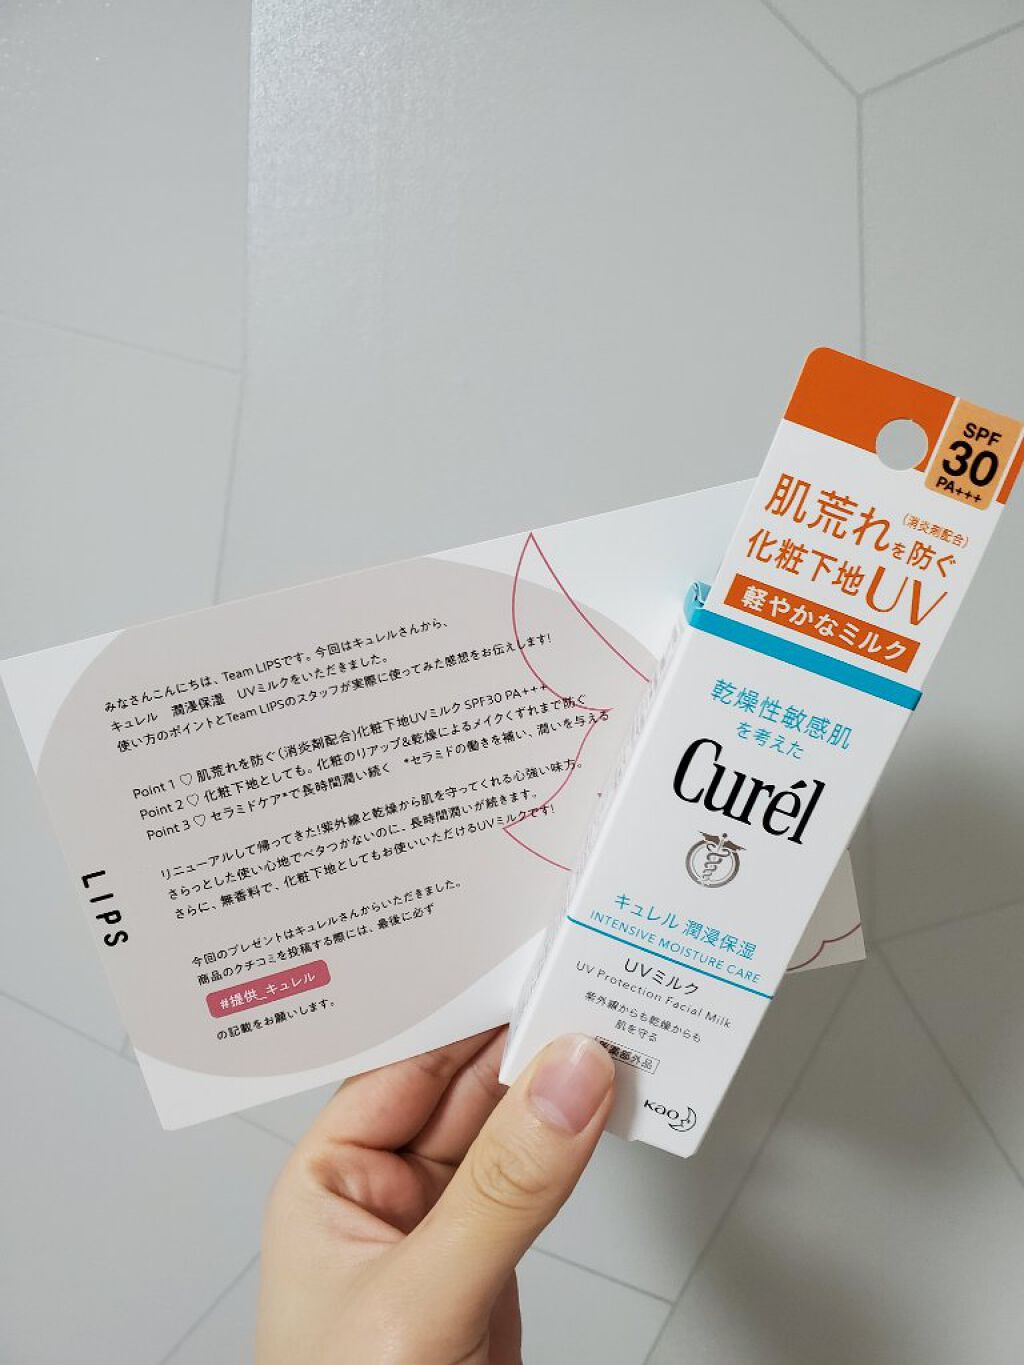 みなさんこんにちは、Team LIPSです。今回はキュレルさんから、
キュレル 潤浸保湿 UVミルクをいただきました。
使い方のポイントとTeam LIPSのスタッフが実際に使ってみた感想をお伝えします!
Point 1 ♡ 肌荒れを防ぐ(消炎剤配合)化粧下地UVミルク SPF30 PA+++
Point 2 ♡ 化粧下地としても。化粧のりアップ&乾燥によるメイクくずれまで防ぐ
Point 3 ♡ セラミドケア*で長時間潤い続く *セラミドの働きを補い、潤いを与える
リニューアルして帰ってきた!紫外線と乾燥から肌を守ってくれる心強い味方。
さらっとした使い心地でベタつかないのに、長時間潤いが続きます。
さらに、無香料で、化粧下地としてもお使いいただけるUVミルクです!
今回のプレゼントはキュレルさんからいただきました。
商品のクチコミを投稿する際には、最後に必ず
#提供_キュレル
の記載をお願いします。
LIPS
SPF
30
PA+++
肌荒れを防ぐ
(消炎剤配合)
化粧下地UV
軽やかなミルク
乾燥性敏感肌
を考えた
Curél
キュレル 潤浸保湿
INTENSIVE MOISTURE CARE
UVミルク
UV Protection Facial Milk
紫外線からも乾燥からも
肌を守る
医薬部外品
Kao